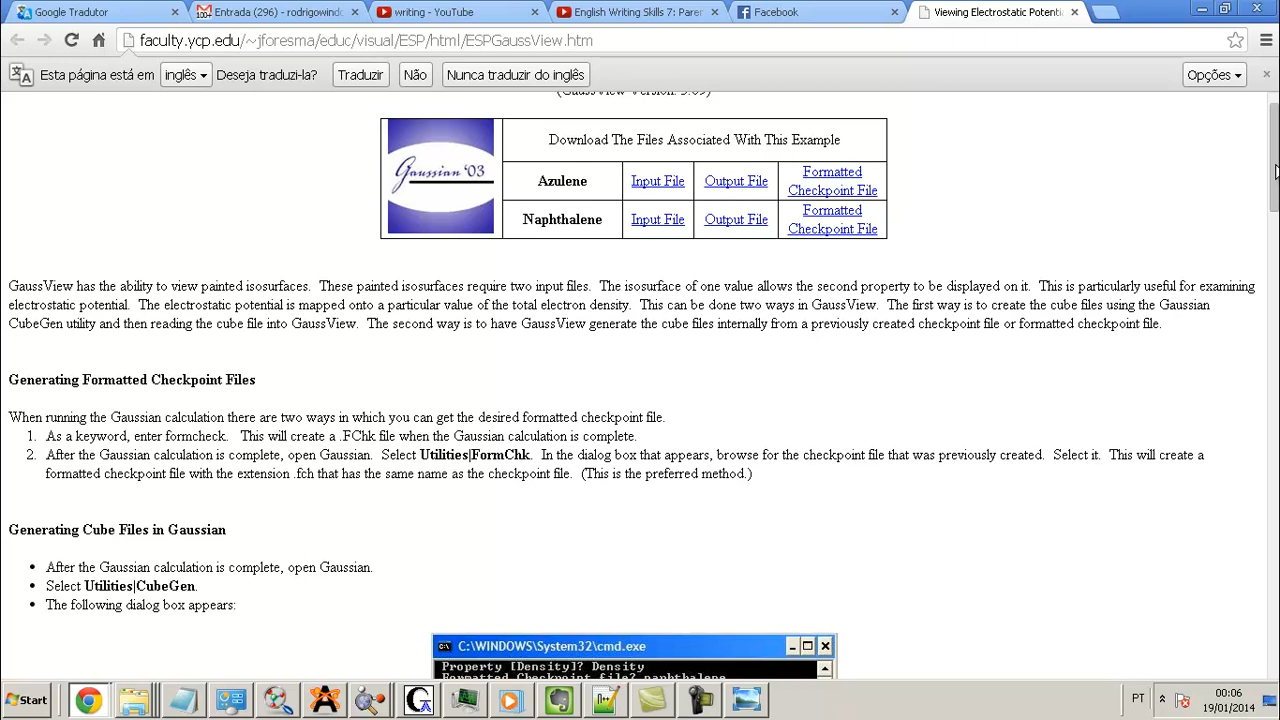 Google Tradutor
Entrada (296) - rodrigowindo
writing - YouTube
English Writing Skills 7: Parer
Facebook
Viewing Electrostatic Potenti
faculty.ycp.edu/~jforesma/educ/visual/ESP/html/ESPGaussView.htm
Esta página está em inglês Deseja traduzi-la? Traduzir Não Nunca traduzir do inglês Opções
(GaussView Version: 3.09)
Gaussian '03
Download The Files Associated With This Example
Azulene Input File Output File Formatted Checkpoint File
Naphthalene Input File Output File Formatted Checkpoint File
GaussView has the ability to view painted isosurfaces. These painted isosurfaces require two input files. The isosurface of one value allows the second property to be displayed on it. This is particularly useful for examining
electrostatic potential. The electrostatic potential is mapped onto a particular value of the total electron density. This can be done two ways in GaussView. The first way is to create the cube files using the Gaussian
CubeGen utility and then reading the cube file into GaussView. The second way is to have GaussView generate the cube files internally from a previously created checkpoint file or formatted checkpoint file.
Generating Formatted Checkpoint Files
When running the Gaussian calculation there are two ways in which you can get the desired formatted checkpoint file.
1. As a keyword, enter formcheck. This will create a .FChk file when the Gaussian calculation is complete.
2. After the Gaussian calculation is complete, open Gaussian. Select Utilities|FormChk. In the dialog box that appears, browse for the checkpoint file that was previously created. Select it. This will create a
formatted checkpoint file with the extension .fch that has the same name as the checkpoint file. (This is the preferred method.)
Generating Cube Files in Gaussian
• After the Gaussian calculation is complete, open Gaussian.
• Select Utilities|CubeGen.
• The following dialog box appears:
C:\WINDOWS\System32\cmd.exe
Property [Density]? Density
Formatted Checkpoint file? naphthalene
Start
PT
00:06
19/01/2014